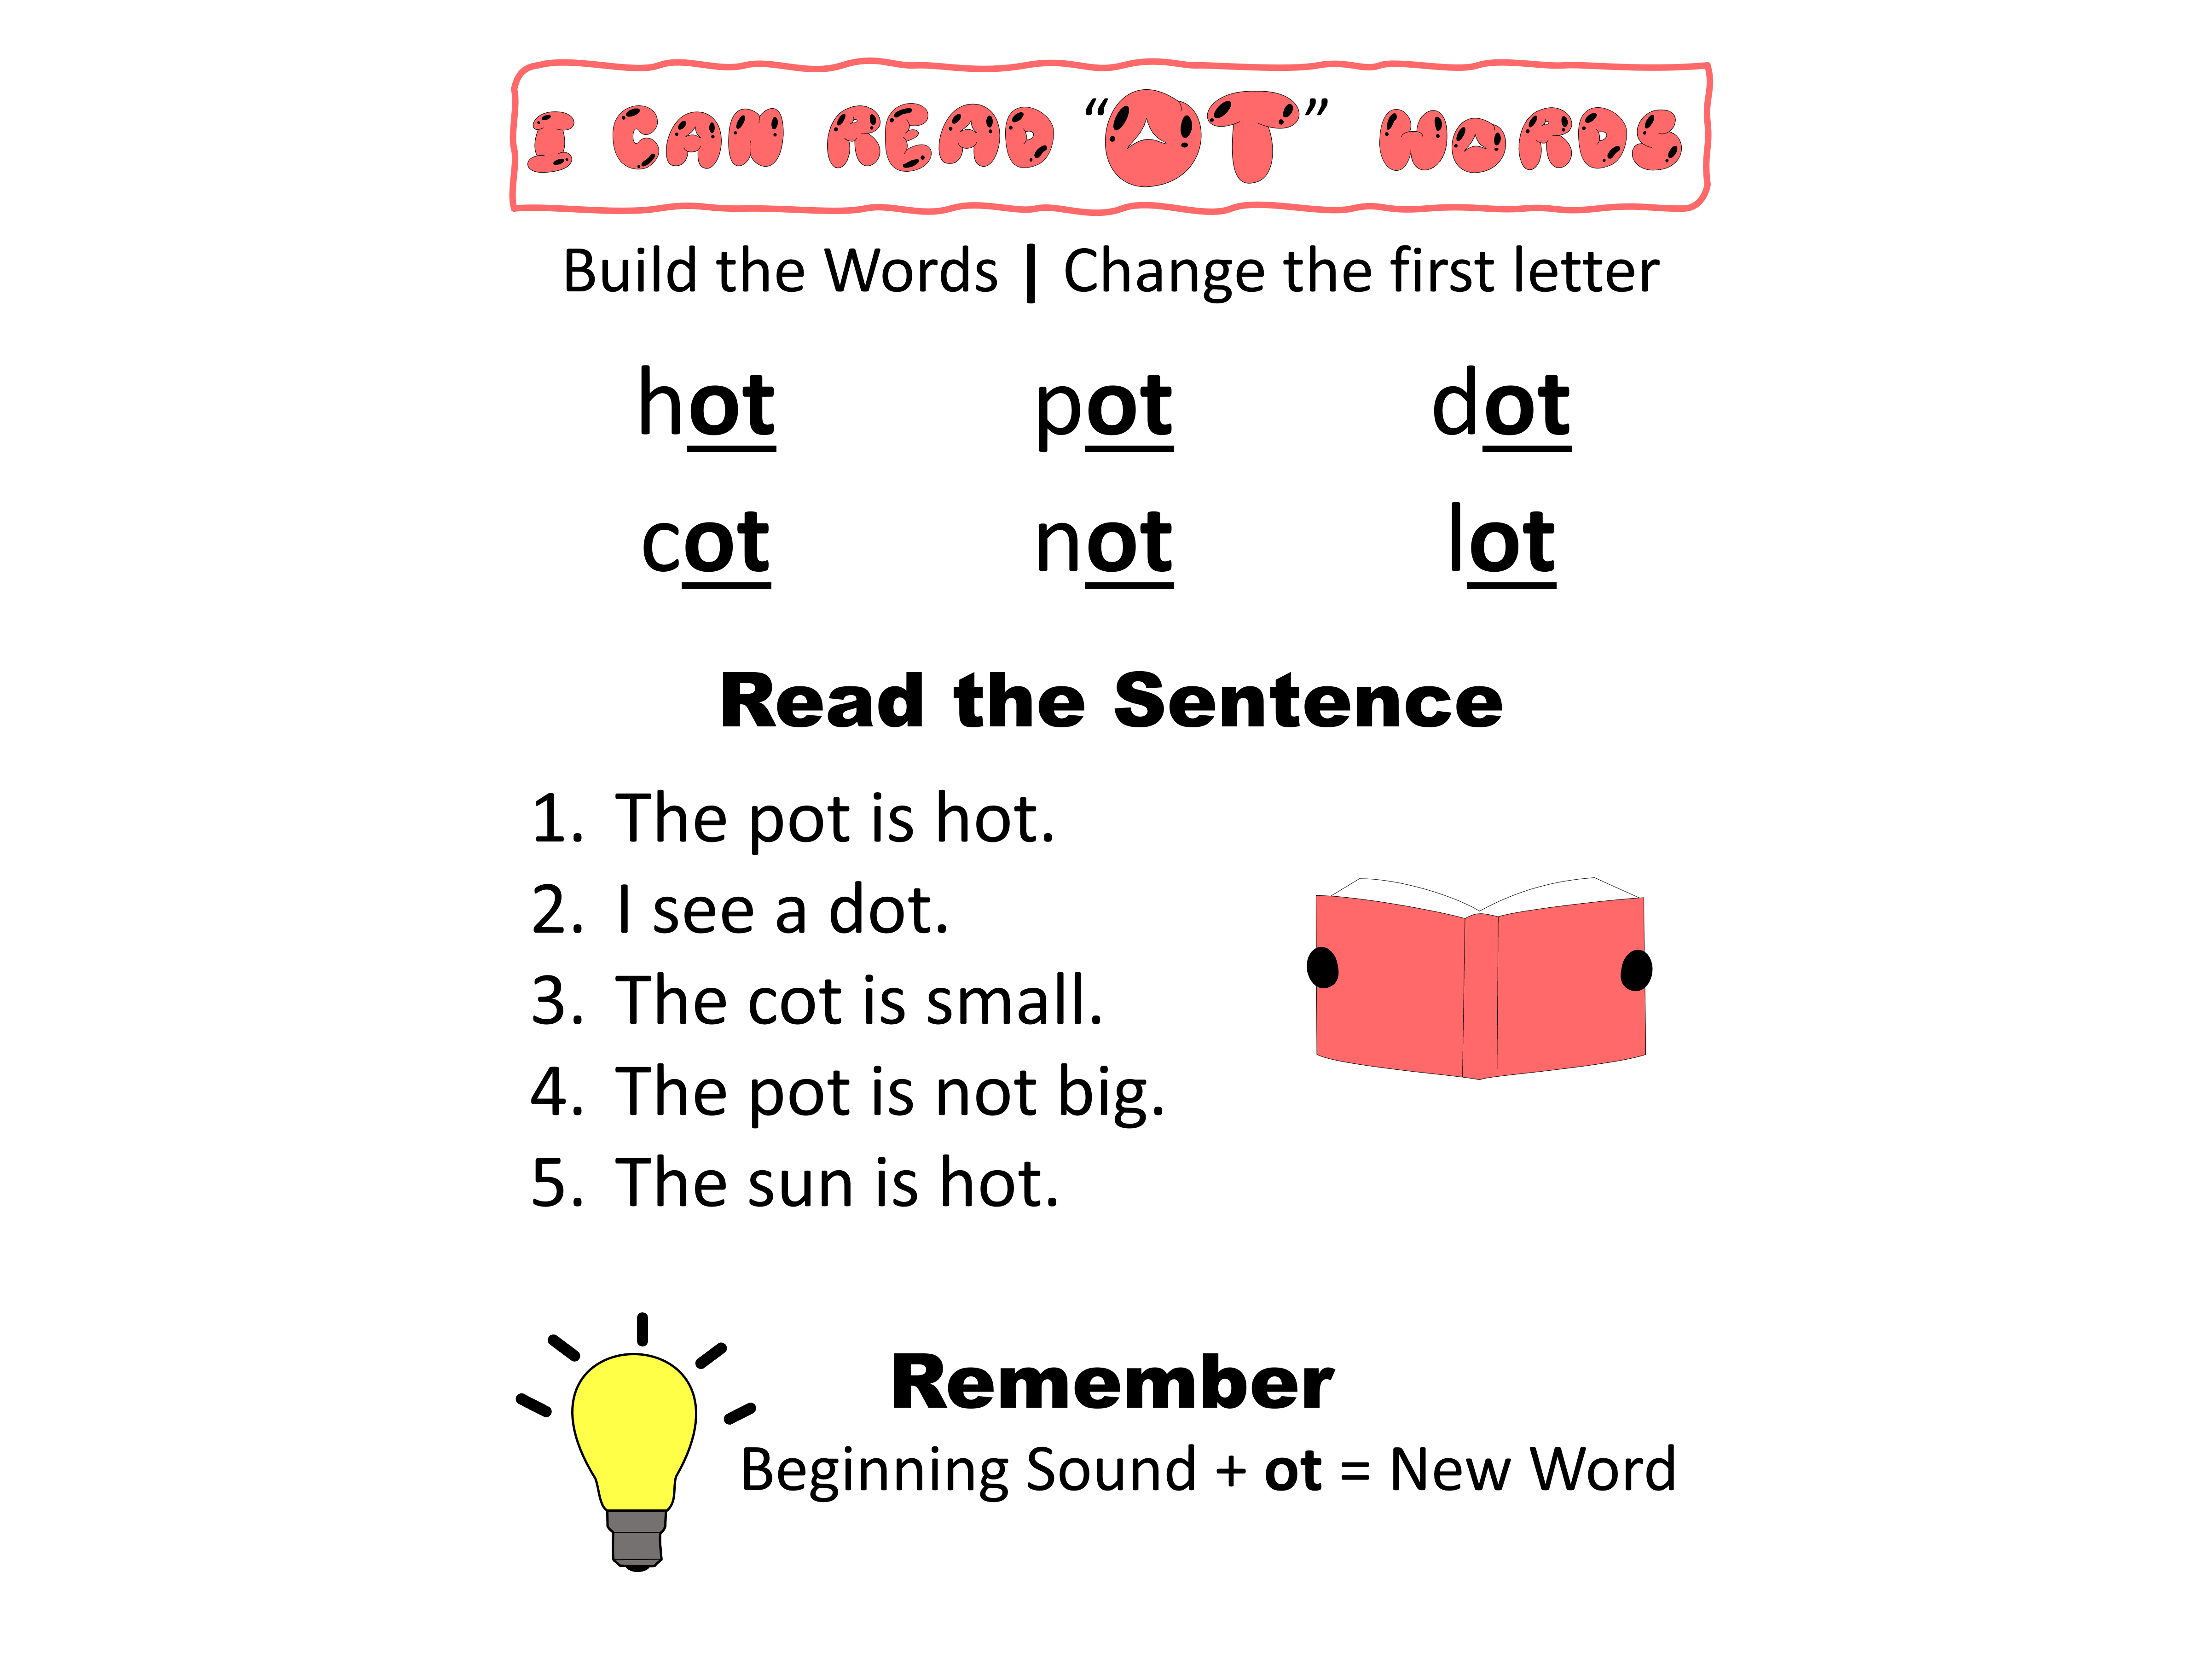 I CAN READ “OT” WORDS
Build the Words | Change the first letter
hot pot dot
cot not lot
Read the Sentence
1. The pot is hot.
2. I see a dot.
3. The cot is small.
4. The pot is not big.
5. The sun is hot.
Remember
Beginning Sound + ot = New Word